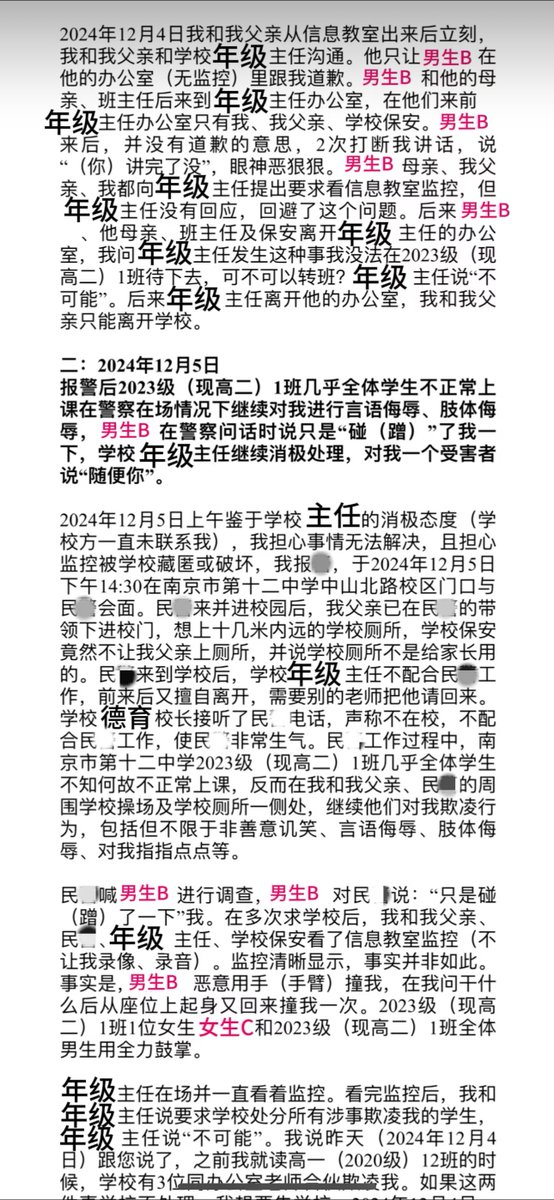 2024年12月4日我和我父亲从信息教室出来后立刻,
我和我父亲和学校年级主任沟通。他只让男生B在
他的办公室（无监控）里跟我道歉。男生B 和他的母
亲、班主任后来到年级主任办公室，在他们来前
年级主任办公室只有我、我父亲、学校保安。男生B
来后，并没有道歉的意思，2次打断我讲话，说
“（你）讲完了没”，眼神恶狠狠。男生B 母亲、我父
亲、我都向年级主任提出要求看信息教室监控，但
年级主任没有回应，回避了这个问题。后来 男生B
、他母亲、班主任及保安离开年级 主任的办公
室，我问年级主任发生这种事我没法在2023级（现
高二）1班待下去，可不可以转班？年级 主任说“不
可能”。后来年级主任离开他的办公室，我和我父
亲只能离开学校。
二：2024年12月5日
报警后2023级（现高二）1班几乎全体学生不正常上
课在警察在场情况下继续对我进行言语侮辱、肢体侮
辱，男生B 在警察问话时说只是“碰（蹭）”了我一
下，学校 年级主任继续消极处理，对我一个受害者
说“随便你”。
2024年12月5日上午鉴于学校 主任的消极态度（学
校方一直未联系我），我担心事情无法解决，且担心
监控被学校藏匿或破坏，我报 ，于2024年12月5日
下午14:30在南京市第十二中学中山北路校区门口与
民 会面。民 来并进校园后，我父亲已在民 的带
领下进校门，想上十几米内远的学校厕所，学校保安
竟然不让我父亲上厕所，并说学校厕所不是给家长用
的。民 来到学校后，学校年级主任不配合民 工
作，前来后又擅自离开，需要别的老师把他请回来。
学校 德育 校长接听了民 电话，声称不在校，不配
合民 工作，使民 非常生气。民 工作过程中，南
京市第十二中学2023级（现高二）1班几乎全体学生
不知何故不正常上课，反而在我和我父亲、民 的周
围学校操场及学校厕所一侧处，继续他们对我欺凌行
为，包括但不限于非善意讥笑、言语侮辱、肢体侮
辱、对我指指点点等。
民 喊男生B 进行调查，男生B 对民 说：“只是碰
（蹭）了一下”我。在多次求学校后，我和我父亲、
民 、年级 主任、学校保安看了信息教室监控（不
让我录像、录音）。监控清晰显示，事实并非如此。
事实是，男生B 恶意用手（手臂）撞我，在我问干什
么后从座位上起身又回来撞我一次。2023级（现高
二）1班1位女生 女生C和2023级（现高二）1班全体
男生用全力鼓掌。
年级主任在场并一直看着监控。看完监控后，我和
年级主任说要求学校处分所有涉事欺凌我的学生，
年级 主任说“不可能”。我说昨天（2024年12月4
日）跟您说了，之前我就读高一（2020级）12班的时
候，学校有3位同办公室老师合伙欺凌我。如果这两